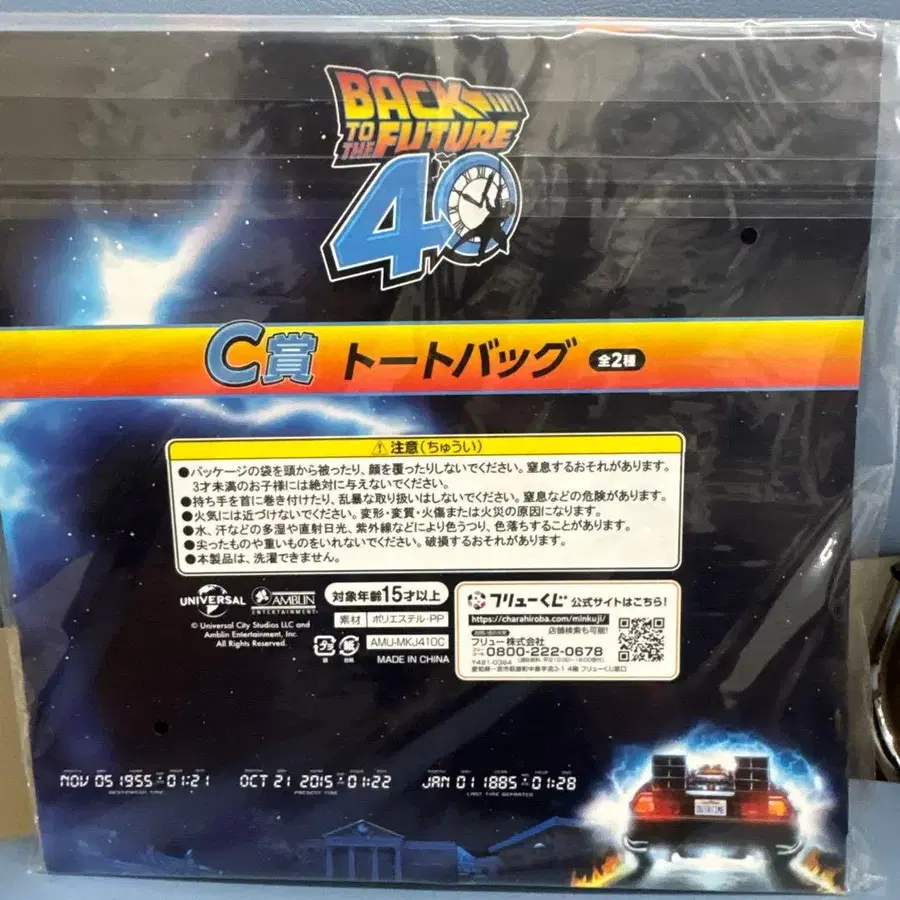 BACK
TO THE FUTURE
40
C賞 トートバッグ 全2種
⚠注意(ちゅうい)
●パッケージの袋を頭から被ったり、顔を覆ったりしないでください。窒息するおそれがあります。
3才未満のお子様には絶対に与えないでください。
●持ち手を首に巻き付けたり、乱暴な取り扱いはしないでください。窒息などの危険があります。
●火気には近づけないでください。変形・変質・火傷または火災の原因になります。
●水、汗などの多湿や直射日光、紫外線などにより色うつり、色落ちすることがあります。
●尖ったものや重いものをいれないでください。破損するおそれがあります。
●本製品は、洗濯できません。
UNIVERSAL
AMBLIN
ENTERTAINMENT
© Universal City Studios LLC and
Amblin Entertainment, Inc.
All Rights Reserved.
対象年齢15才以上
素材 ポリエステル・PP
AMU-MKJ410C
MADE IN CHINA
フリューくじ 公式サイトはこちら!
https://charahiroba.com/minkuji/
店舗検索も可能!
フリュー株式会社
0800-222-0678
〒491-0364
NOV 05 1955 01:21
DESTINATION TIME
OCT 21 2015 01:22
PRESENT TIME
JAN 01 1885 01:28
LAST TIME DEPARTED
OUTATIME